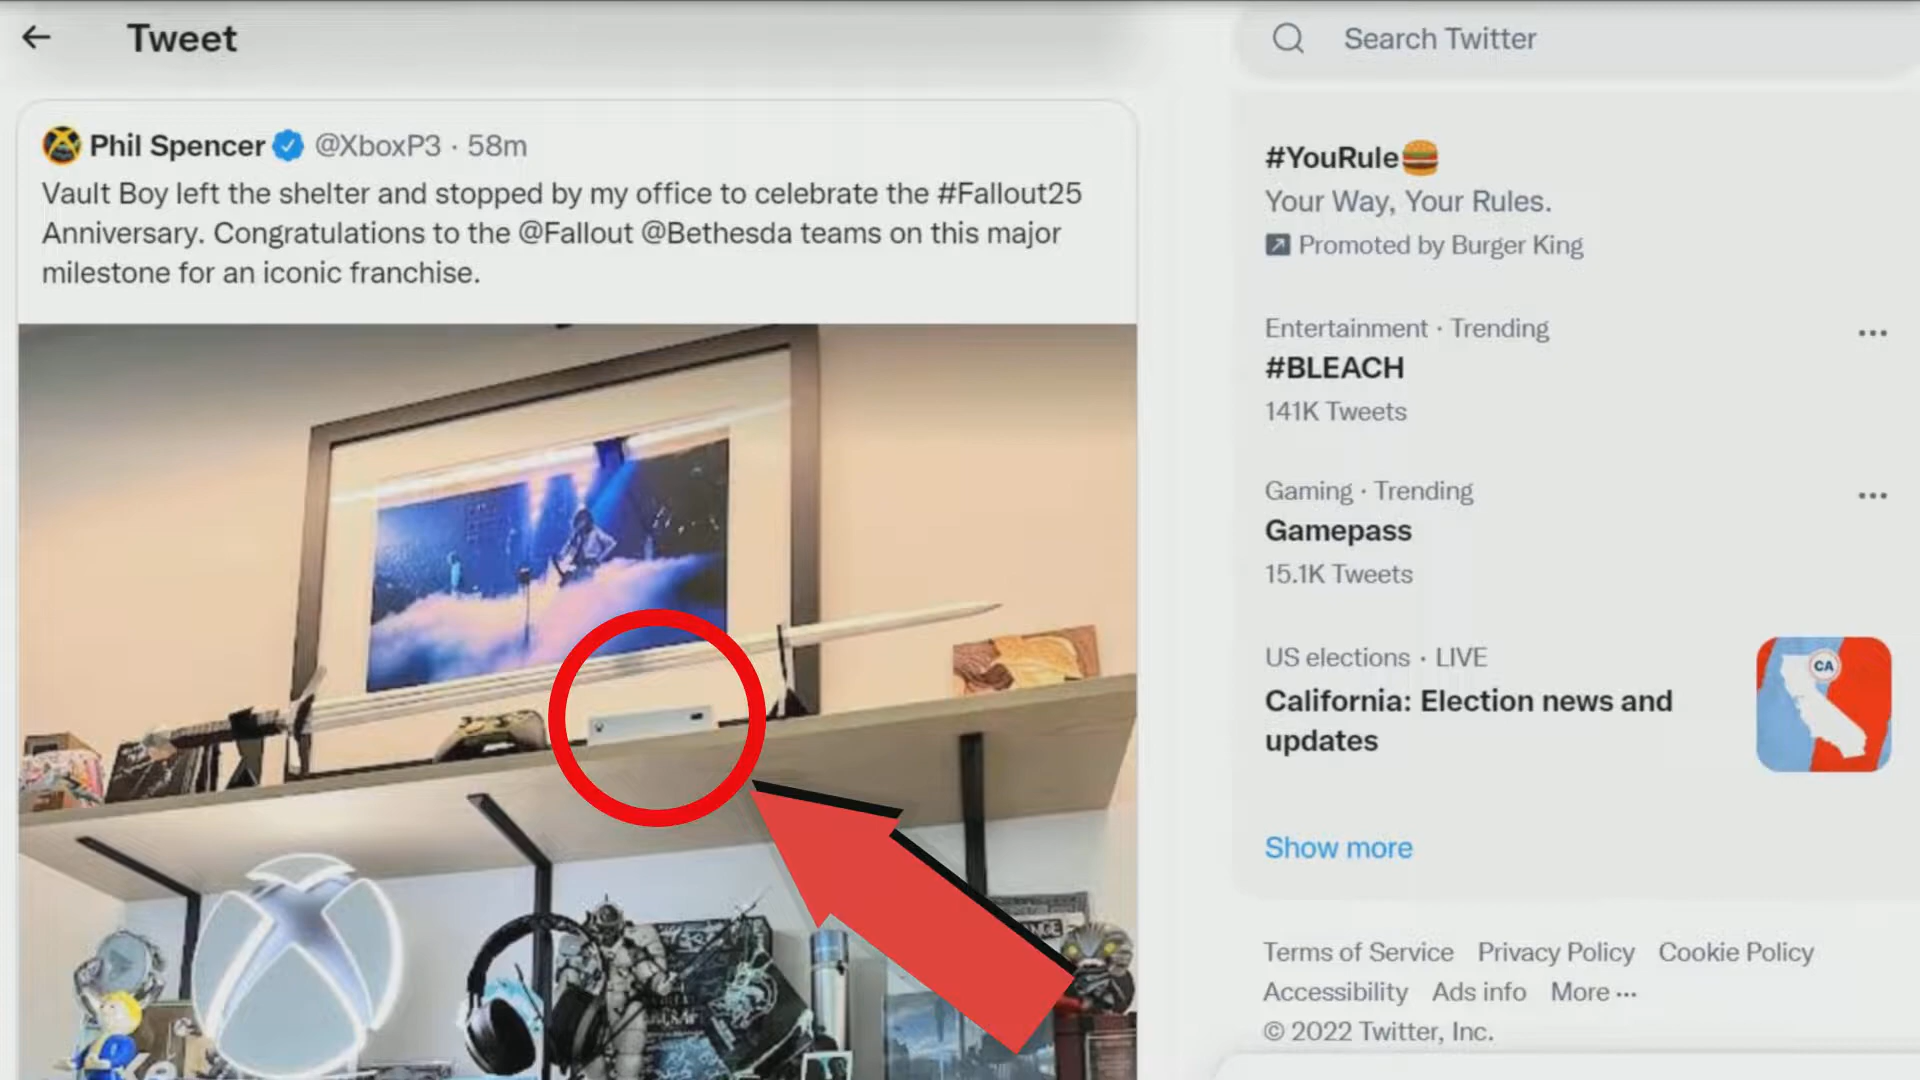 Tweet
Search Twitter
Phil Spencer @XboxP3 · 58m
Vault Boy left the shelter and stopped by my office to celebrate the #Fallout25
Anniversary. Congratulations to the @Fallout @Bethesda teams on this major
milestone for an iconic franchise.
#YouRule🍔
Your Way, Your Rules.
Promoted by Burger King
Entertainment · Trending
#BLEACH
141K Tweets
Gaming · Trending
Gamepass
15.1K Tweets
US elections · LIVE
California: Election news and
updates
CA
Show more
Terms of Service Privacy Policy Cookie Policy
Accessibility Ads info More ···
© 2022 Twitter, Inc.